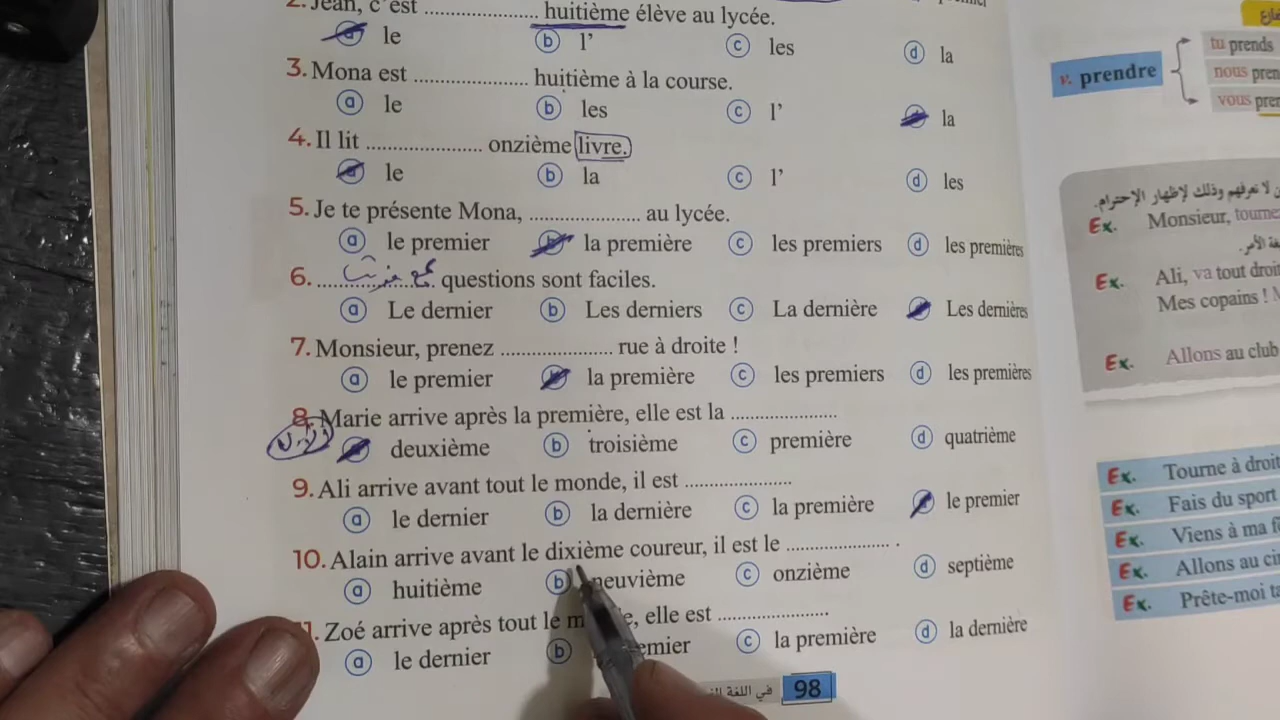 2. Jean, c'est .................... huitième élève au lycée.
ⓐ le ⓑ l' ⓒ les ⓓ la
3. Mona est .................... huitième à la course.
ⓐ le ⓑ les ⓒ l' la
4. Il lit .................... onzième livre.
le ⓑ la ⓒ l' ⓓ les
5. Je te présente Mona, .................... au lycée.
ⓐ le premier la première ⓒ les premiers ⓓ les premières
6. .................... questions sont faciles.
ⓐ Le dernier ⓑ Les derniers ⓒ La dernière Les dernières
7. Monsieur, prenez .................... rue à droite !
ⓐ le premier la première ⓒ les premiers ⓓ les premières
8. Marie arrive après la première, elle est la ....................
deuxième ⓑ troisième ⓒ première ⓓ quatrième
9. Ali arrive avant tout le monde, il est ....................
ⓐ le dernier ⓑ la dernière ⓒ la première le premier
10. Alain arrive avant le dixième coureur, il est le .................... .
ⓐ huitième ⓑ neuvième ⓒ onzième ⓓ septième
Zoé arrive après tout le elle est ....................
ⓐ le dernier ⓑ ⓒ la première ⓓ la dernière
في اللغة
98
v. prendre
tu prends
nous
vous
لا تعرفهم وذلك لإظهار الإحترام.
Ex. Monsieur,
Ex. Ali, va tout
Mes copains !
Ex. Allons au club
Ex. Tourne à
Ex. Fais du sport
Ex. Viens à ma
Ex. Allons au
Ex. Prête-moi